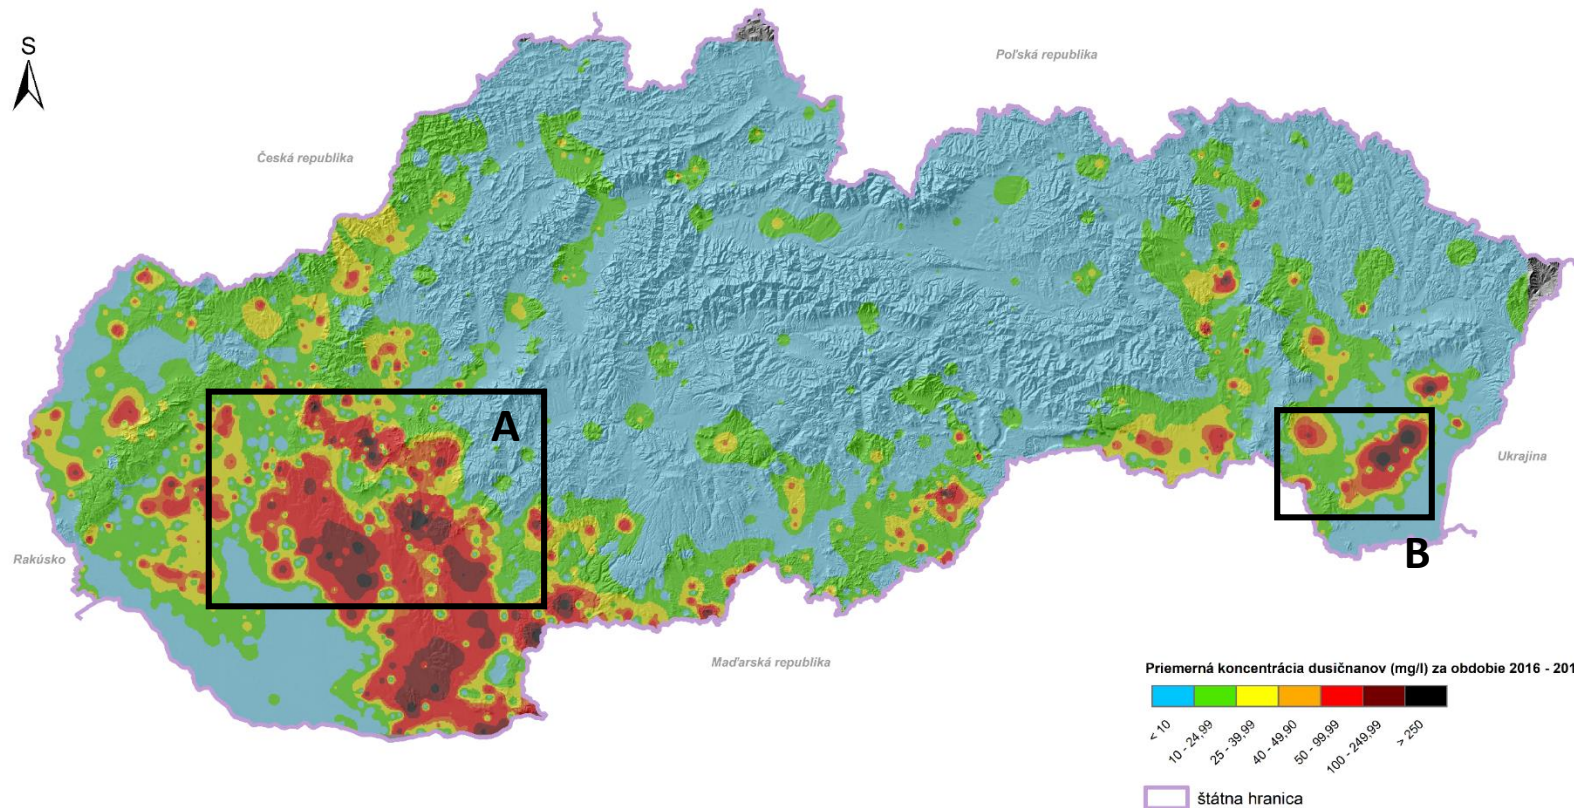 S
Poľská republika
Česká republika
A
Ukrajina
Rakúsko
B
Maďarská republika
Priemerná koncentrácia dusičnanov (mg/l) za obdobie 2016 - 201
< 10
10 - 24,99
25 - 39,99
40 - 49,90
50 - 99,99
100 - 249,99
> 250
štátna hranica